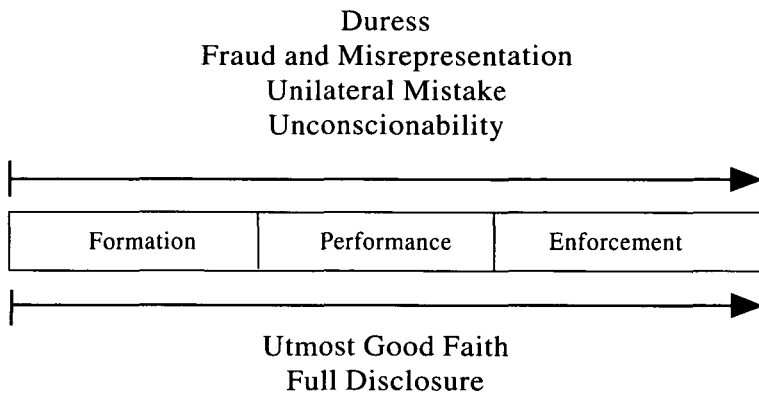 Duress
Fraud and Misrepresentation
Unilateral Mistake
Unconscionability
Formation Performance Enforcement
Utmost Good Faith
Full Disclosure